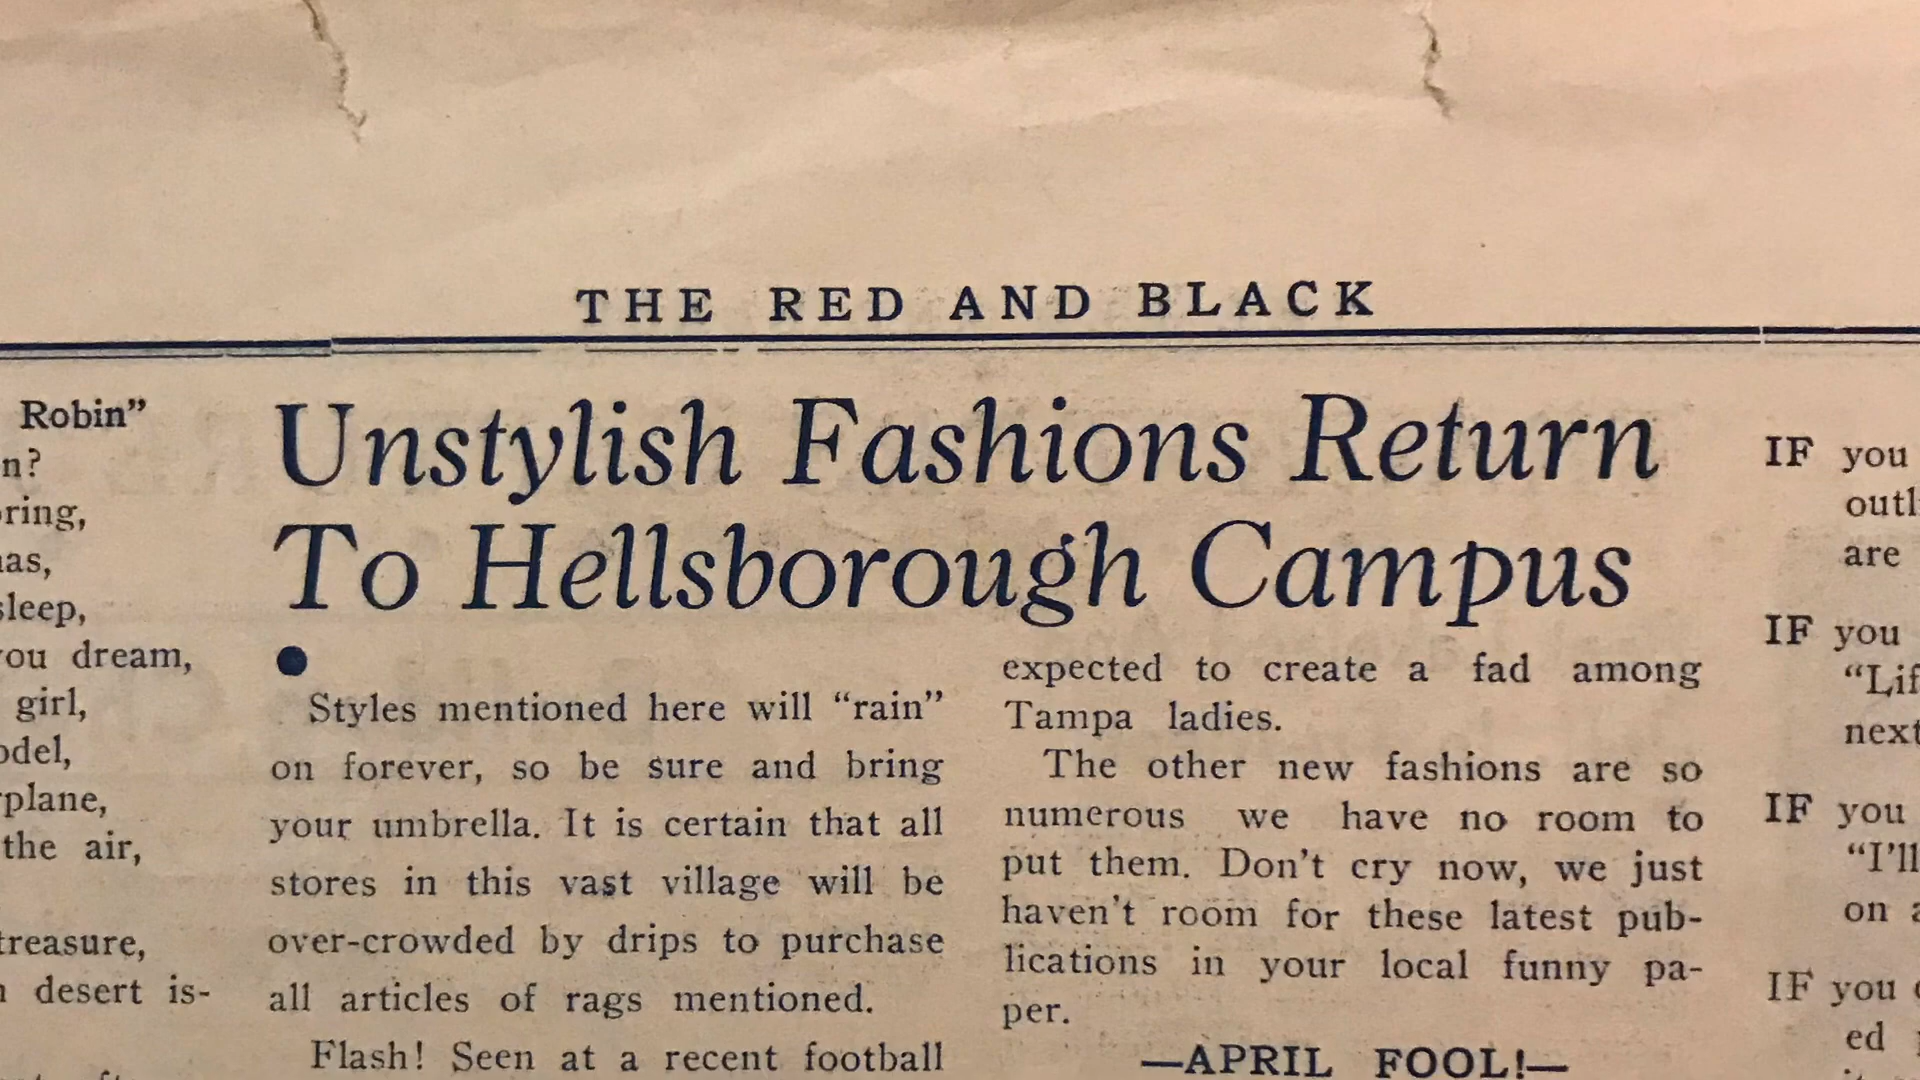 THE RED AND BLACK
Robin”
n?
ring,
as,
sleep,
you dream,
girl,
odel,
rplane,
the air,
treasure,
desert is-
Unstylish Fashions Return
To Hellsborough Campus
Styles mentioned here will “rain”
on forever, so be sure and bring
your umbrella. It is certain that all
stores in this vast village will be
over-crowded by drips to purchase
all articles of rags mentioned.
Flash! Seen at a recent football
expected to create a fad among
Tampa ladies.
The other new fashions are so
numerous we have no room to
put them. Don't cry now, we just
haven't room for these latest pub-
lications in your local funny pa-
per.
—APRIL FOOL!—
IF you
outl
are
IF you
“Lif
next
IF you
“I'll
on a
IF you
ed